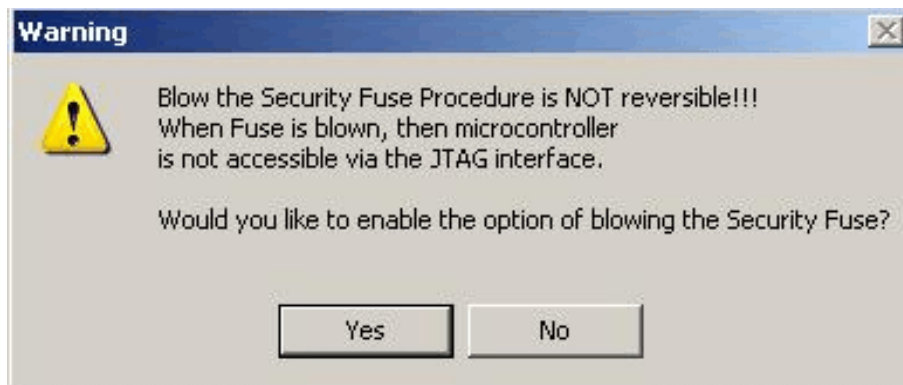 Warning
Blow the Security Fuse Procedure is NOT reversible!!!
When Fuse is blown, then microcontroller
is not accessible via the JTAG interface.
Would you like to enable the option of blowing the Security Fuse?
Yes
No